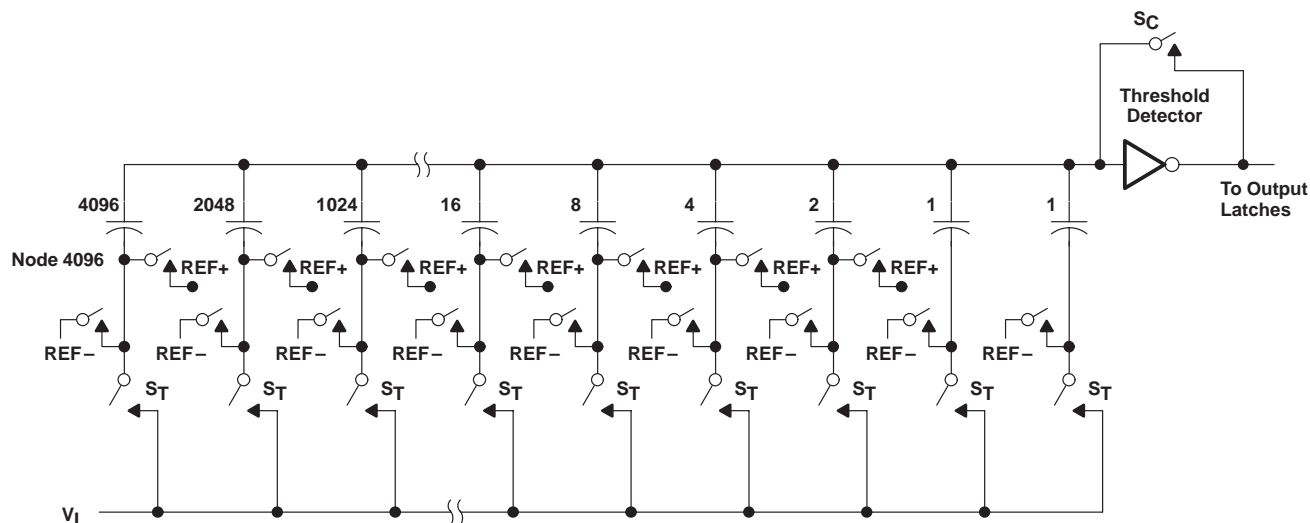 SC
Threshold
Detector
To Output
Latches
4096 2048 1024 16 8 4 2 1 1
Node 4096 REF+ REF+ REF+ REF+ REF+ REF+ REF+
REF− REF− REF− REF− REF− REF− REF− REF− REF−
ST ST ST ST ST ST ST ST ST
VI